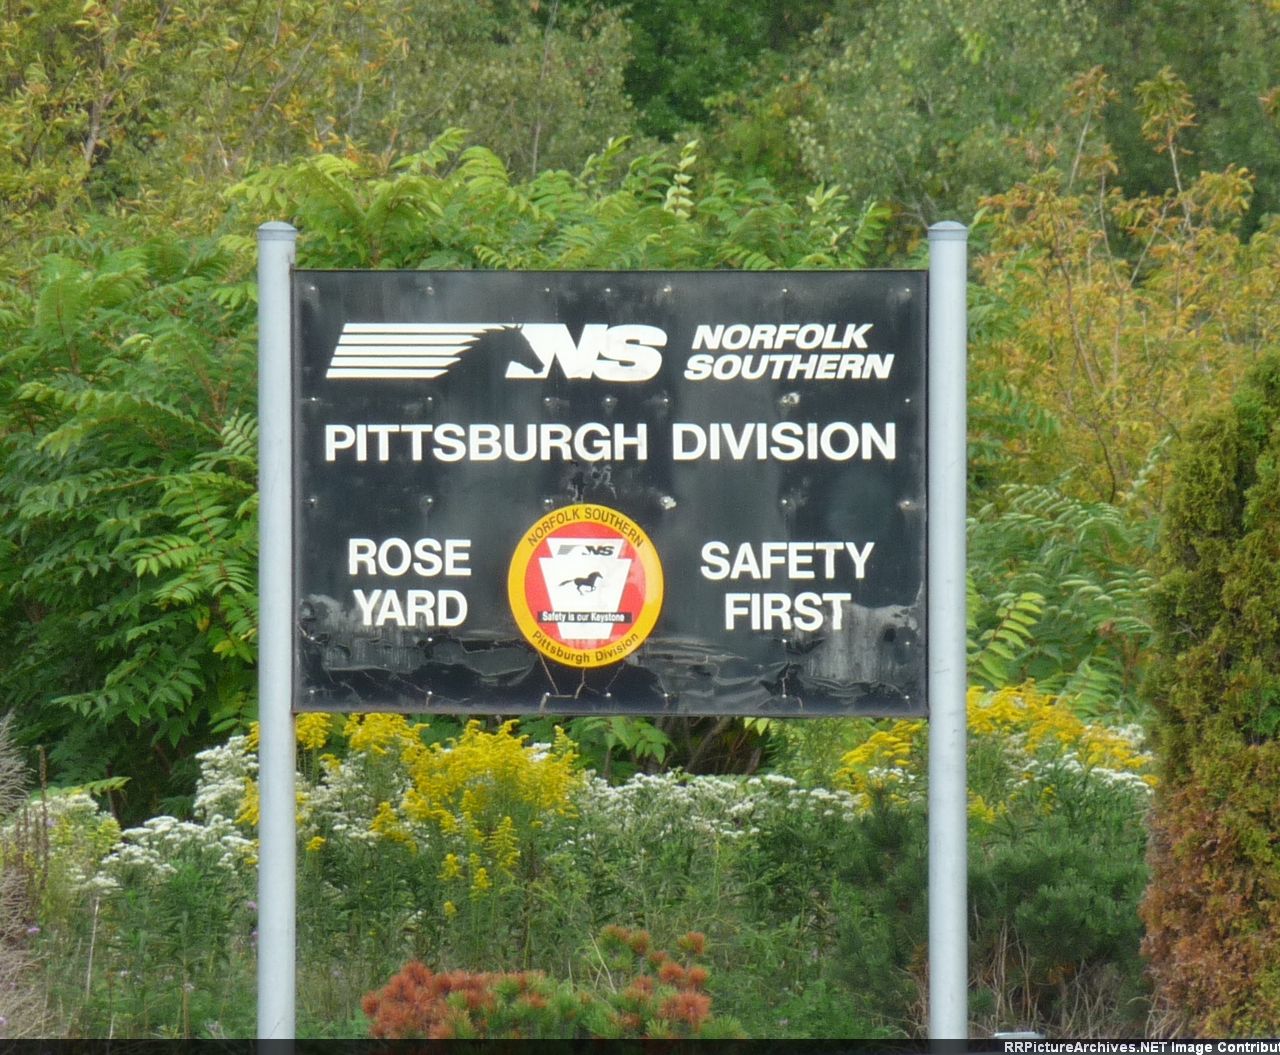 NS NORFOLK
SOUTHERN
PITTSBURGH DIVISION
ROSE
YARD
NORFOLK SOUTHERN
NS
Safety is our Keystone
Pittsburgh Division
SAFETY
FIRST
RRPictureArchives.NET Image Contribut